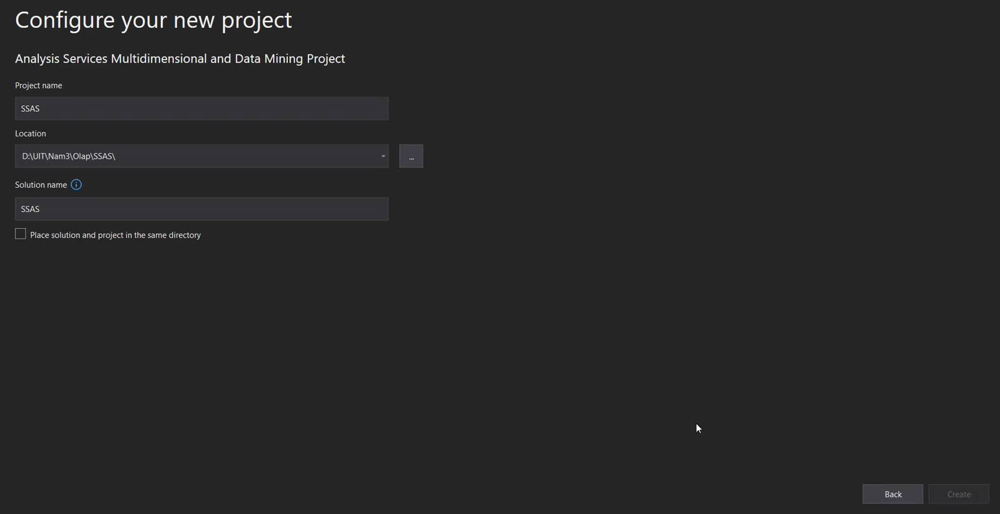 Configure your new project
Analysis Services Multidimensional and Data Mining Project
Project name
SSAS
Location
D:\UIT\Nam3\Olap\SSAS\
...
Solution name
SSAS
Place solution and project in the same directory
Back
Create